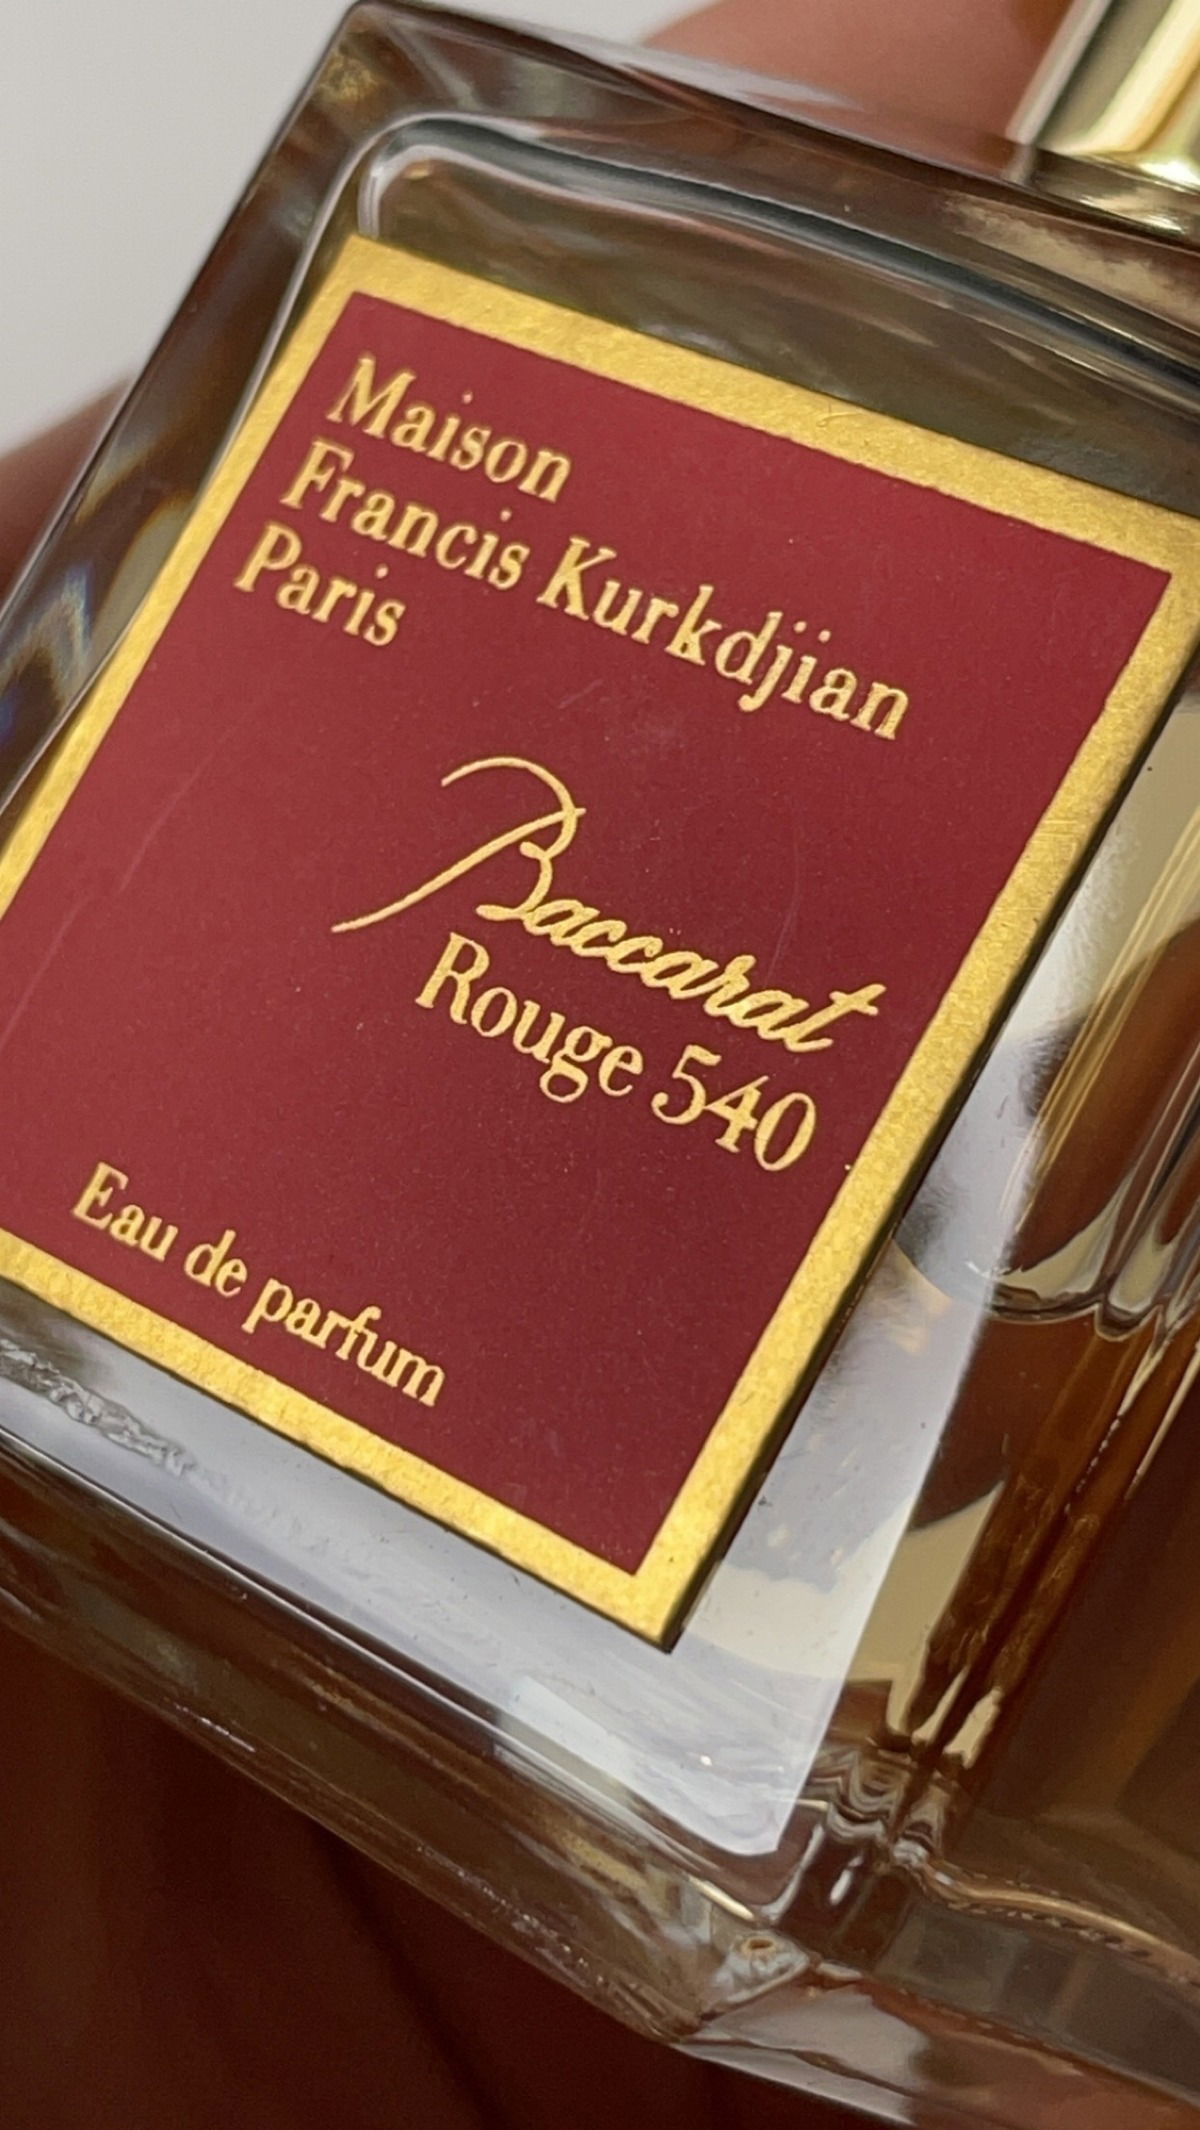 Maison
Francis Kurkdjian
Paris
Baccarat
Rouge 540
Eau de parfum